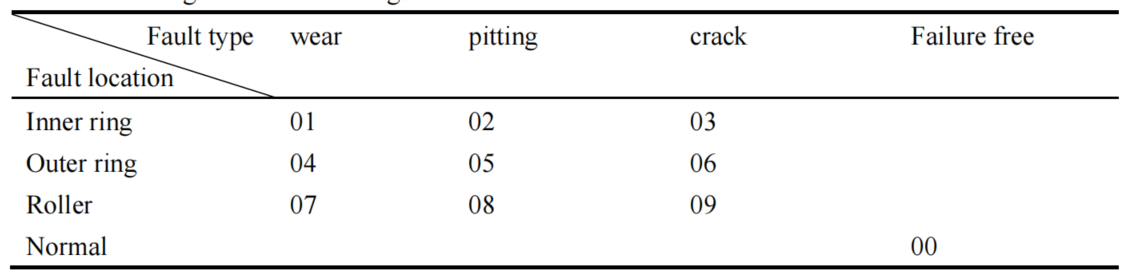 Fault type wear pitting crack Failure free
Fault location
Inner ring 01 02 03
Outer ring 04 05 06
Roller 07 08 09
Normal 00